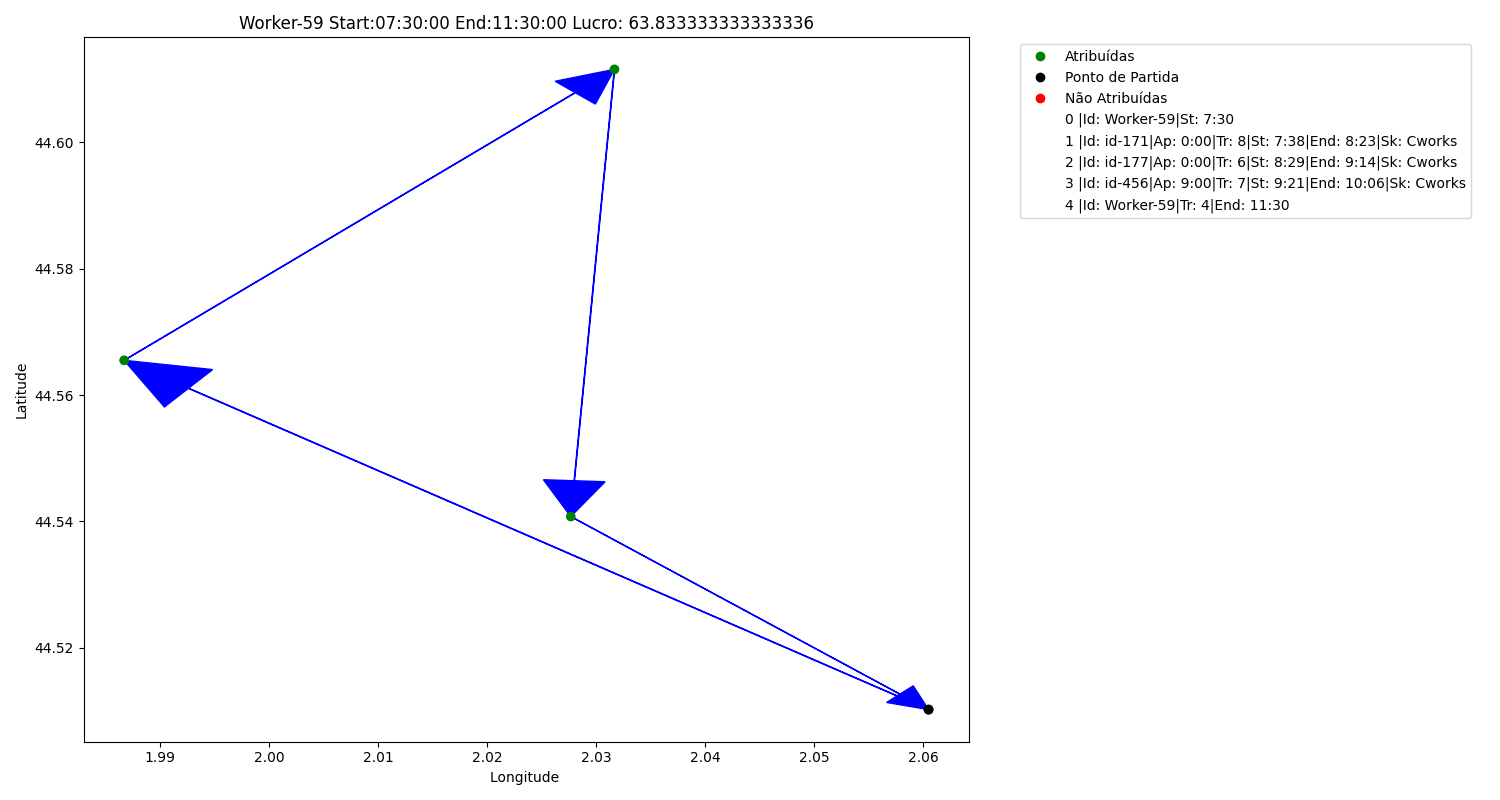 Worker-59 Start:07:30:00 End:11:30:00 Lucro: 63.833333333333336
Atribuídas
Ponto de Partida
Não Atribuídas
0 |Id: Worker-59|St: 7:30
1 |Id: id-171|Ap: 0:00|Tr: 8|St: 7:38|End: 8:23|Sk: Cworks
2 |Id: id-177|Ap: 0:00|Tr: 6|St: 8:29|End: 9:14|Sk: Cworks
3 |Id: id-456|Ap: 9:00|Tr: 7|St: 9:21|End: 10:06|Sk: Cworks
4 |Id: Worker-59|Tr: 4|End: 11:30
Latitude
44.60
44.58
44.56
44.54
44.52
1.99 2.00 2.01 2.02 2.03 2.04 2.05 2.06
Longitude